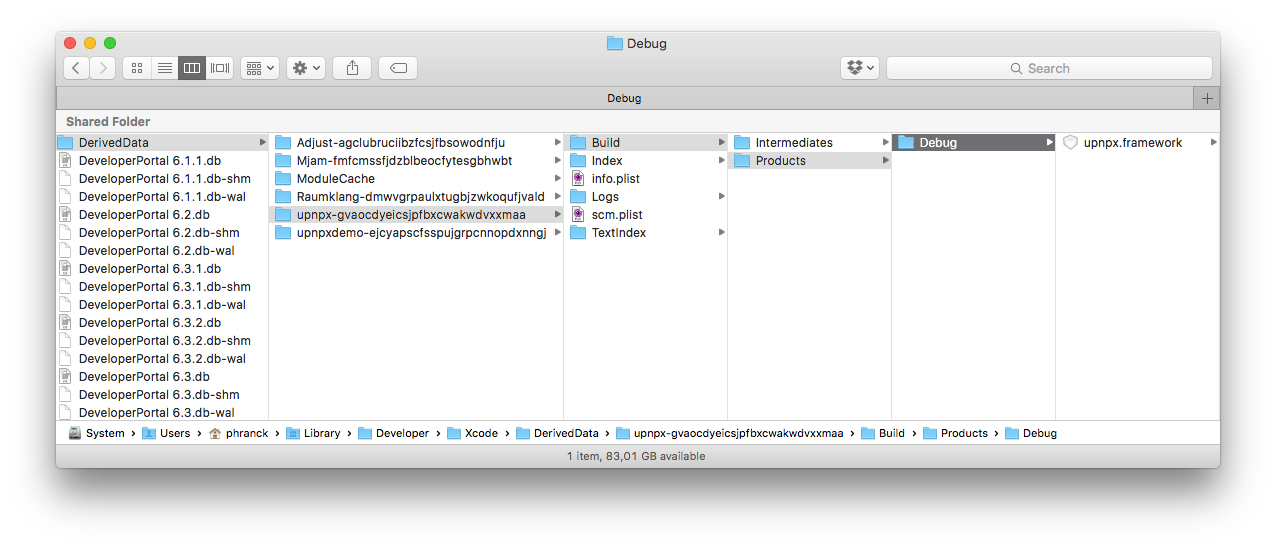 Debug
Search
Debug
Shared Folder
DerivedData
DeveloperPortal 6.1.1.db
DeveloperPortal 6.1.1.db-shm
DeveloperPortal 6.1.1.db-wal
DeveloperPortal 6.2.db
DeveloperPortal 6.2.db-shm
DeveloperPortal 6.2.db-wal
DeveloperPortal 6.3.1.db
DeveloperPortal 6.3.1.db-shm
DeveloperPortal 6.3.1.db-wal
DeveloperPortal 6.3.2.db
DeveloperPortal 6.3.2.db-shm
DeveloperPortal 6.3.2.db-wal
DeveloperPortal 6.3.db
DeveloperPortal 6.3.db-shm
DeveloperPortal 6.3.db-wal
Adjust-agclubruciibzfcsjfbsowodnfju
Mjam-fmfcmssfjdzblbeocfytesgbhwbt
ModuleCache
Raumklang-dmwvgrpaulxtugbjzwkoqufjvald
upnpx-gvaocdyeicsjpfbxcwakwdvxxmaa
upnpxdemo-ejcyapscfsspujgrpcnnopdxnngj
Build
Index
info.plist
Logs
scm.plist
TextIndex
Intermediates
Products
Debug
upnpx.framework
System › Users › phranck › Library › Developer › Xcode › DerivedData › upnpx-gvaocdyeicsjpfbxcwakwdvxxmaa › Build › Products › Debug
1 item, 83,01 GB available